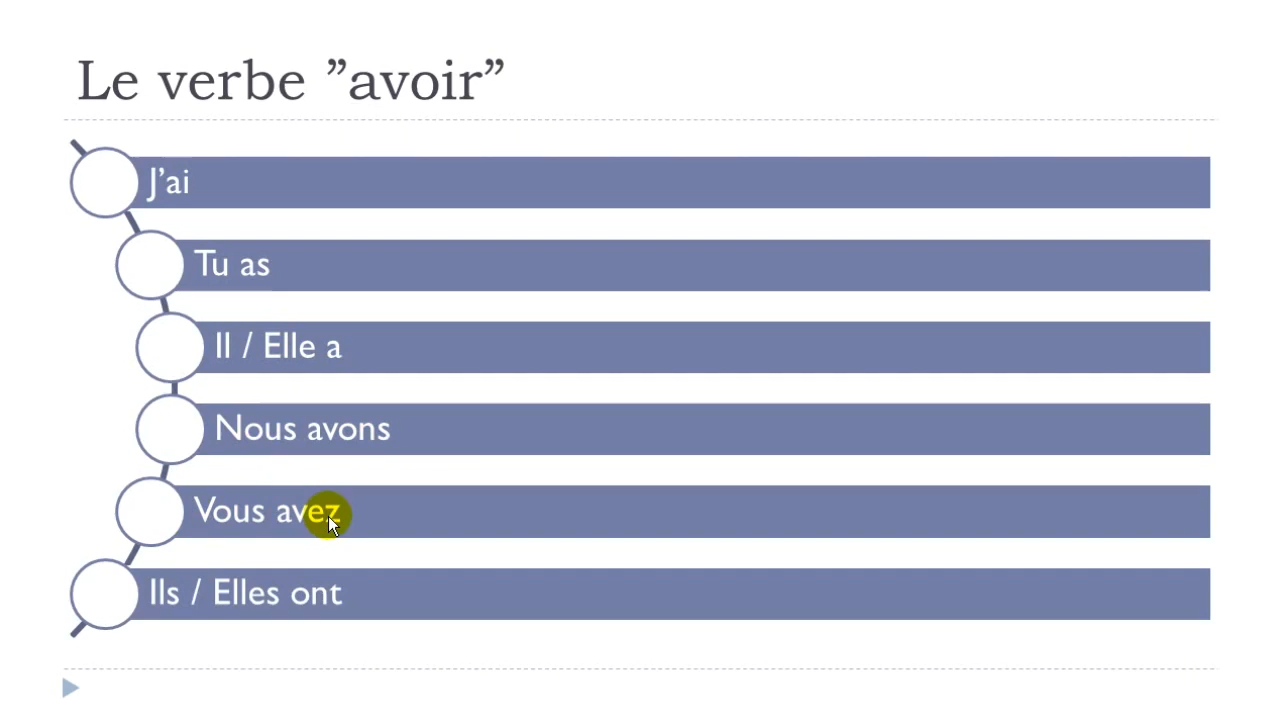 Le verbe ”avoir”
J’ai
Tu as
Il / Elle a
Nous avons
Vous avez
Ils / Elles ont